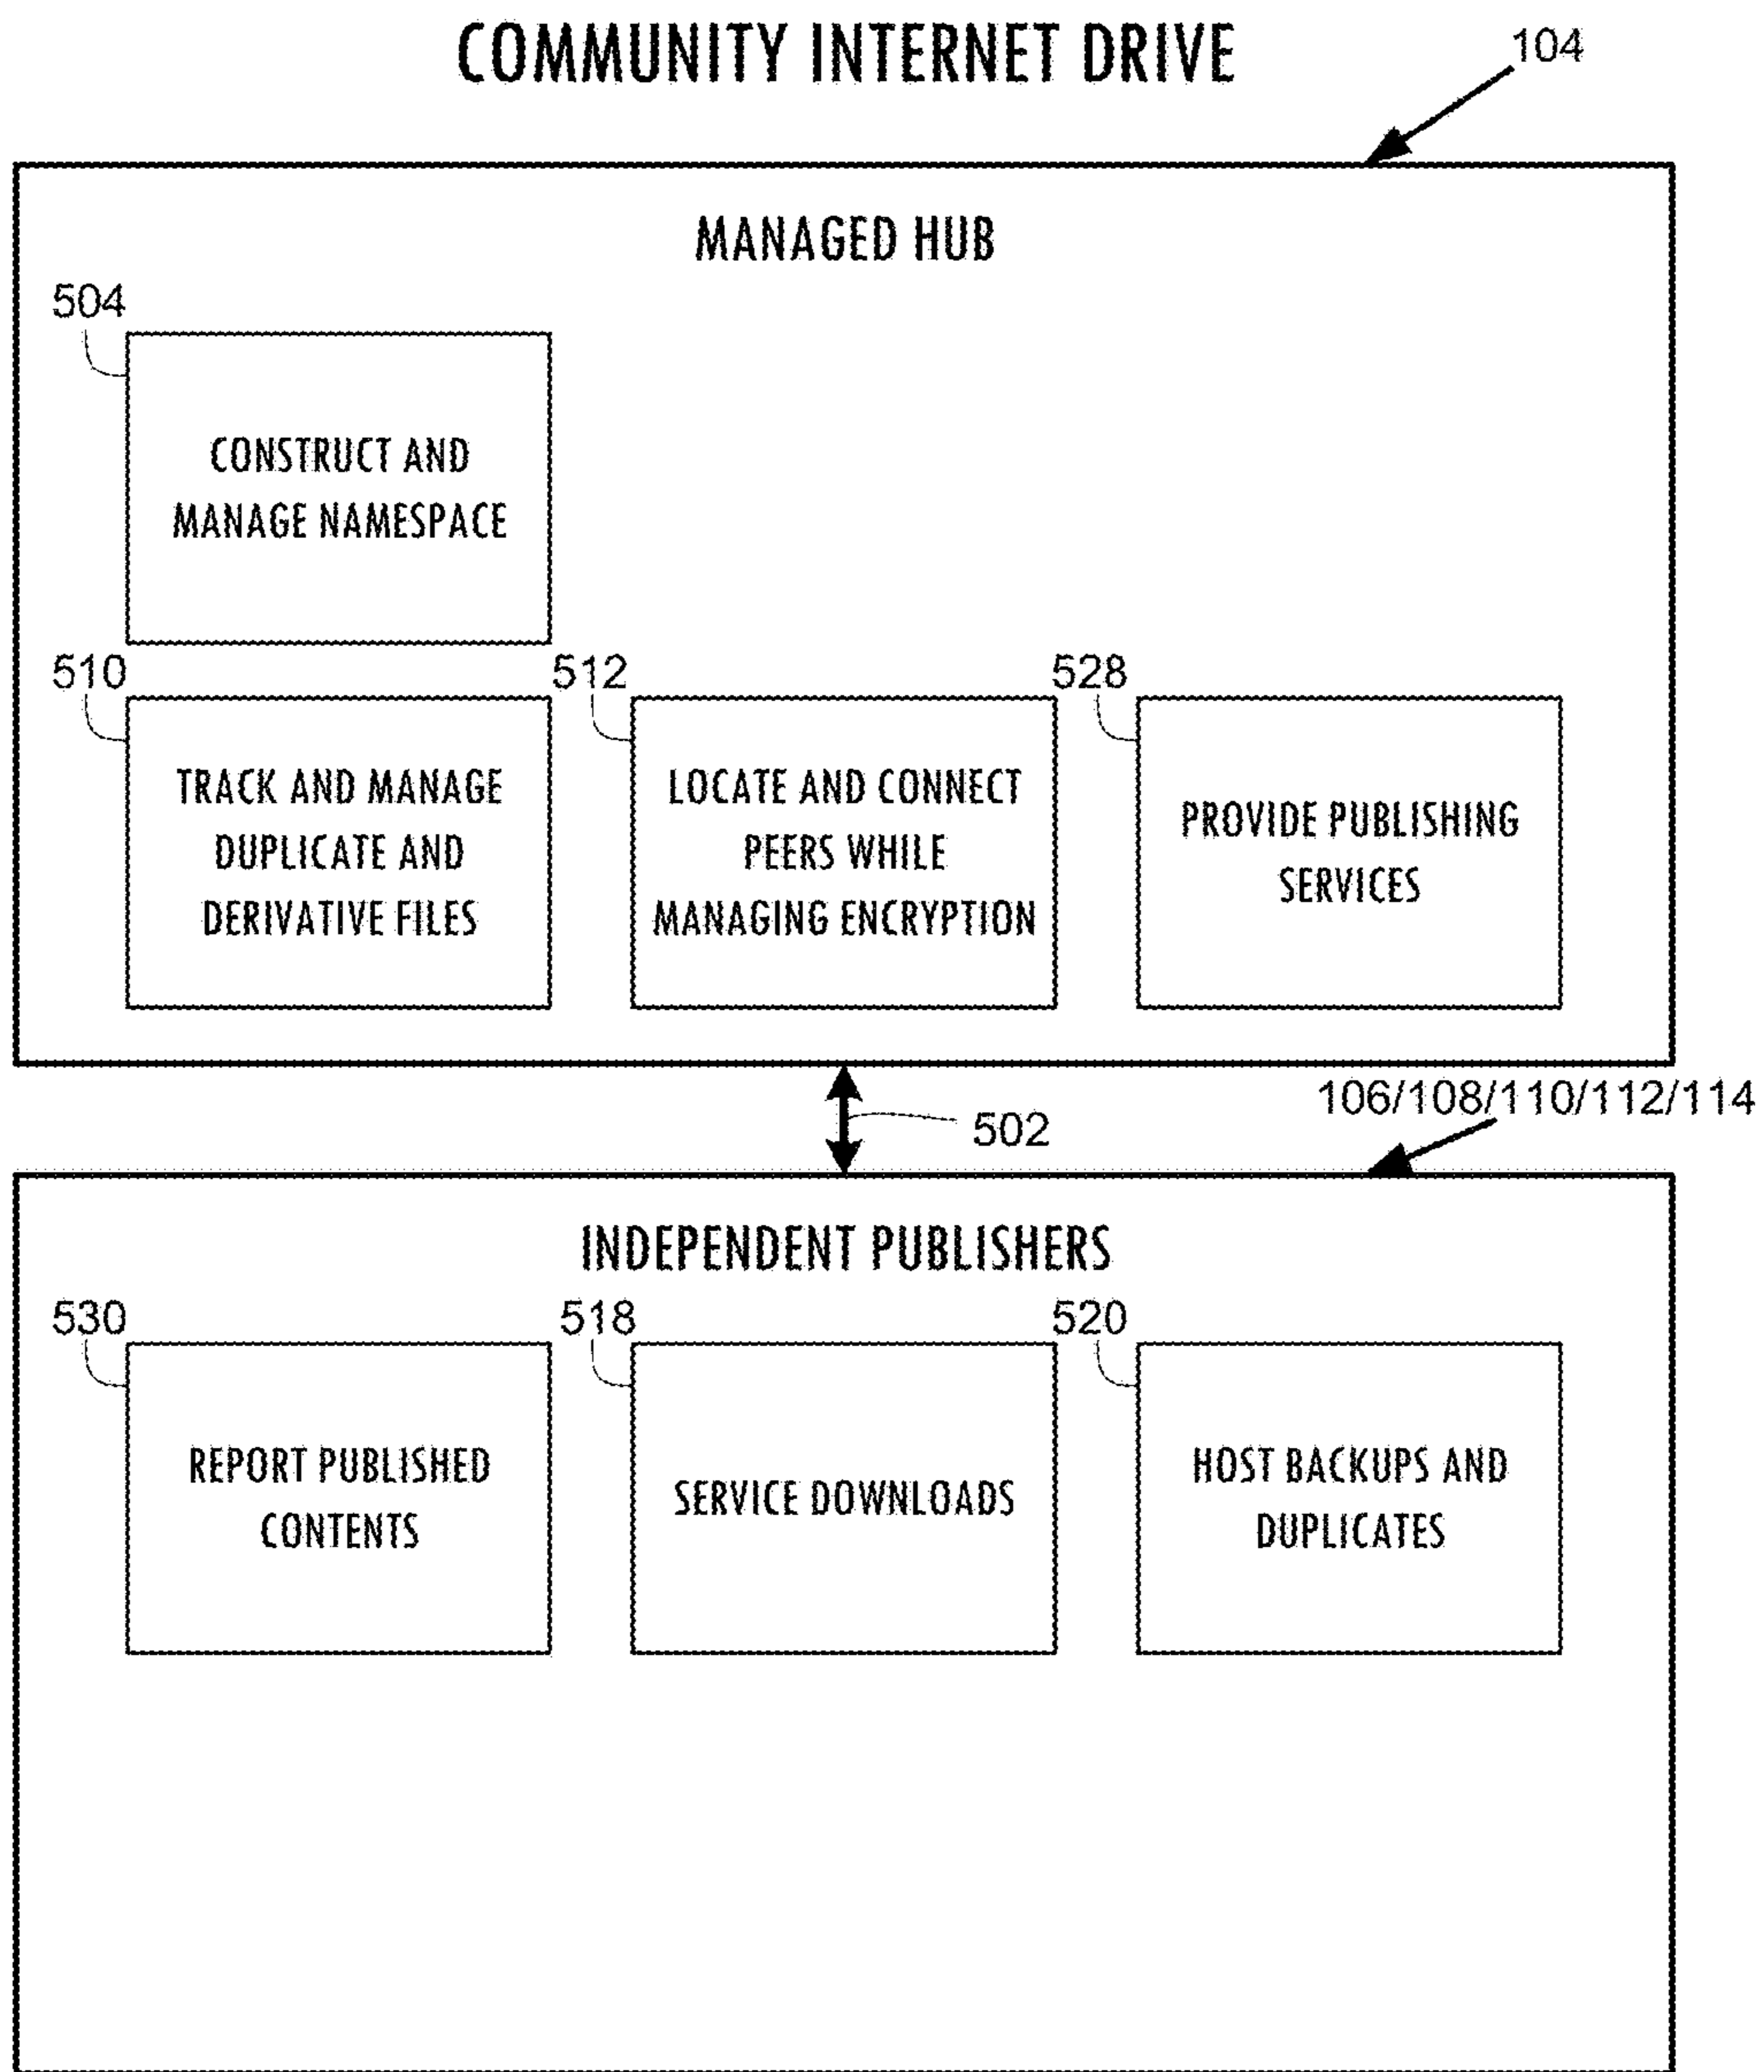 COMMUNITY INTERNET DRIVE
104
MANAGED HUB
504
CONSTRUCT AND
MANAGE NAMESPACE
510
TRACK AND MANAGE
DUPLICATE AND
DERIVATIVE FILES
512
LOCATE AND CONNECT
PEERS WHILE
MANAGING ENCRYPTION
528
PROVIDE PUBLISHING
SERVICES
502
106/108/110/112/114
INDEPENDENT PUBLISHERS
530
REPORT PUBLISHED
CONTENTS
518
SERVICE DOWNLOADS
520
HOST BACKUPS AND
DUPLICATES